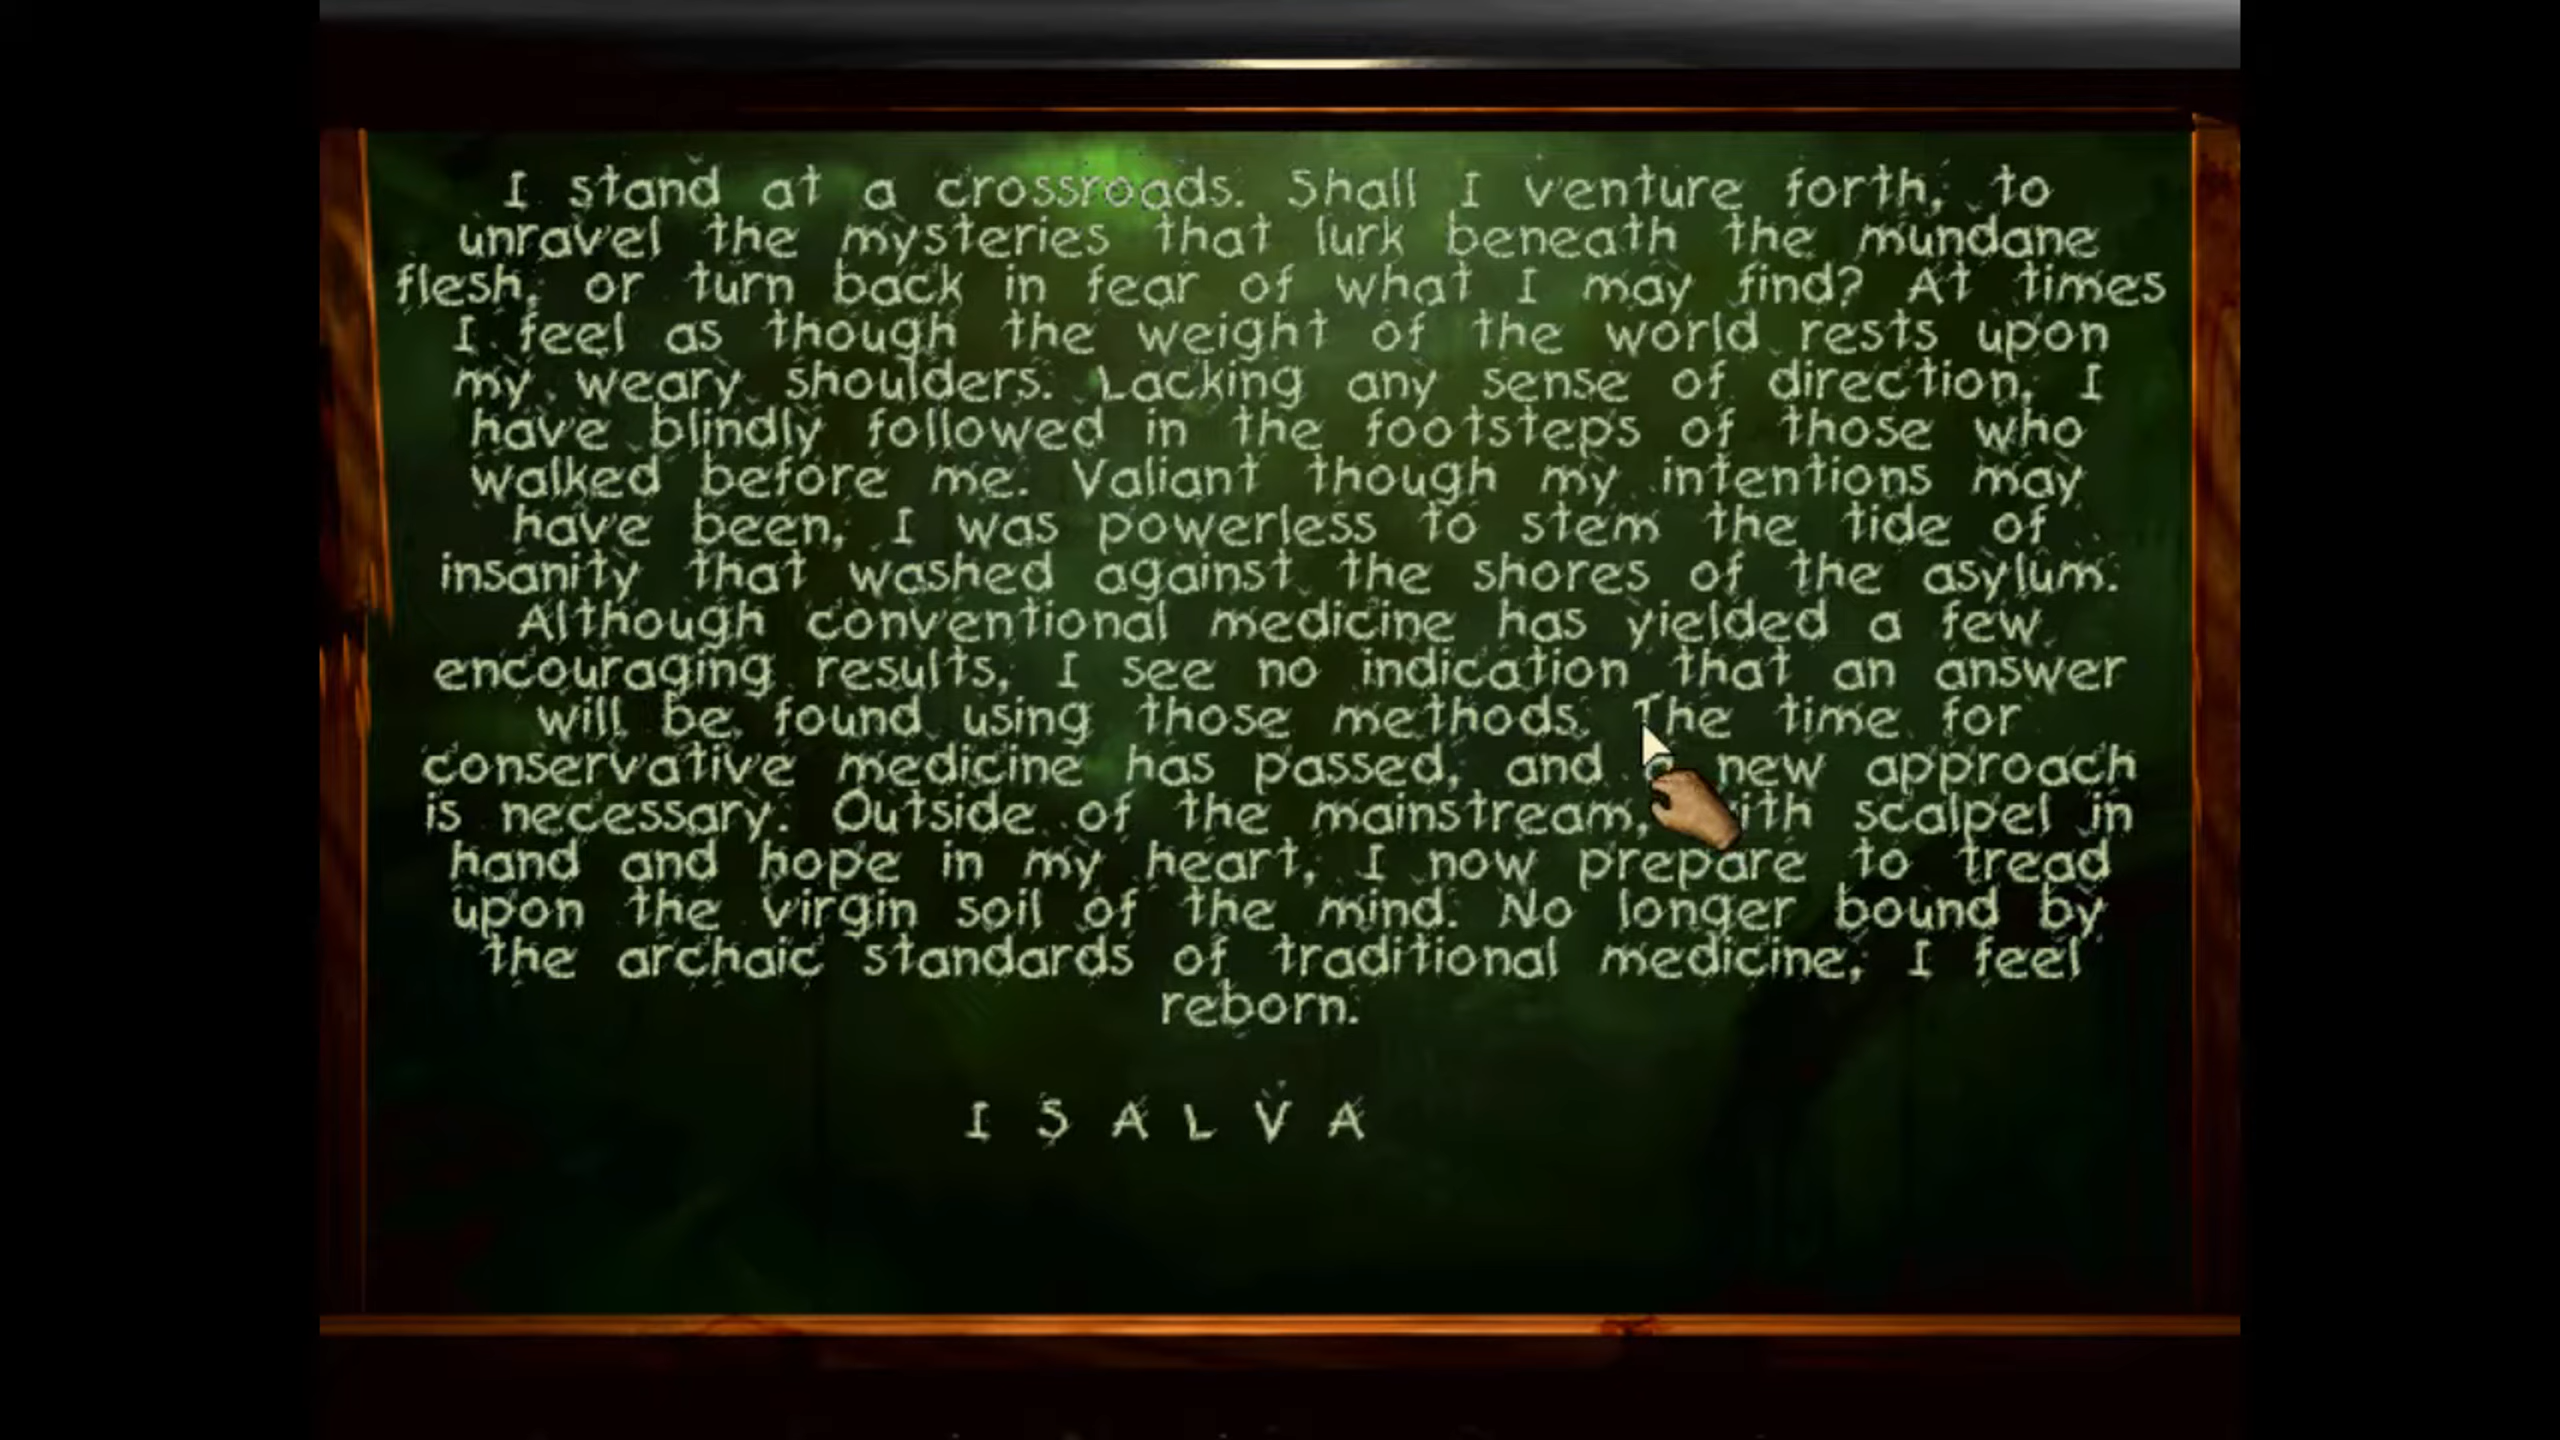 I stand at a crossroads. Shall I venture forth, to
unravel the mysteries that lurk beneath the mundane
flesh, or turn back in fear of what I may find? At times
I feel as though the weight of the world rests upon
my weary shoulders. Lacking any sense of direction, I
have blindly followed in the footsteps of those who
walked before me. Valiant though my intentions may
have been, I was powerless to stem the tide of
insanity that washed against the shores of the asylum.
Although conventional medicine has yielded a few
encouraging results, I see no indication that an answer
will be found using those methods. The time for
conservative medicine has passed, and new approach
is necessary. Outside of the mainstream, with scalpel in
hand and hope in my heart, I now prepare to tread
upon the virgin soil of the mind. No longer bound by
the archaic standards of traditional medicine, I feel
reborn.
I S A L V A